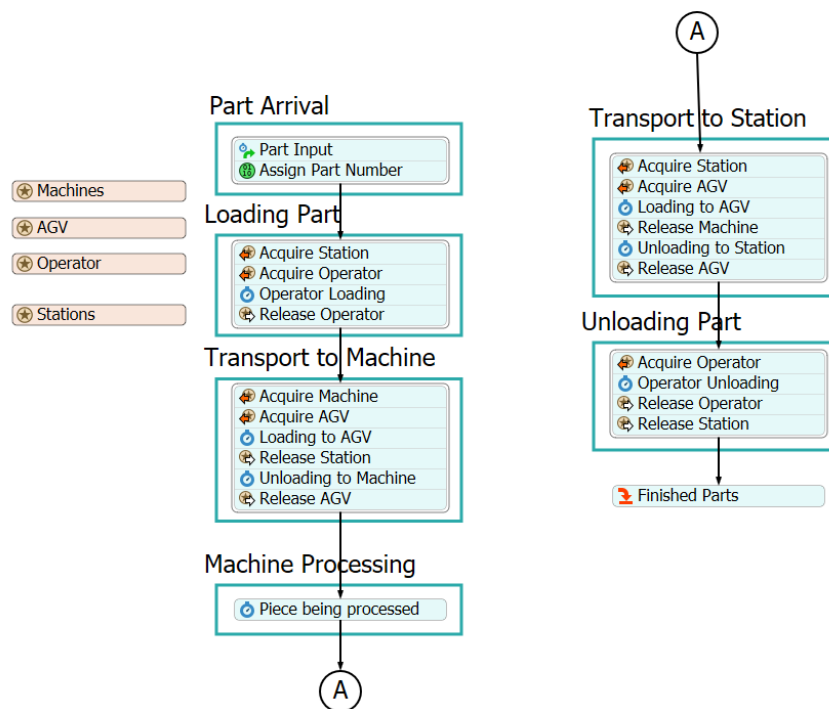 Machines
AGV
Operator
Stations
Part Arrival
Part Input
Assign Part Number
Loading Part
Acquire Station
Acquire Operator
Operator Loading
Release Operator
Transport to Machine
Acquire Machine
Acquire AGV
Loading to AGV
Release Station
Unloading to Machine
Release AGV
Machine Processing
Piece being processed
A
A
Transport to Station
Acquire Station
Acquire AGV
Loading to AGV
Release Machine
Unloading to Station
Release AGV
Unloading Part
Acquire Operator
Operator Unloading
Release Operator
Release Station
Finished Parts